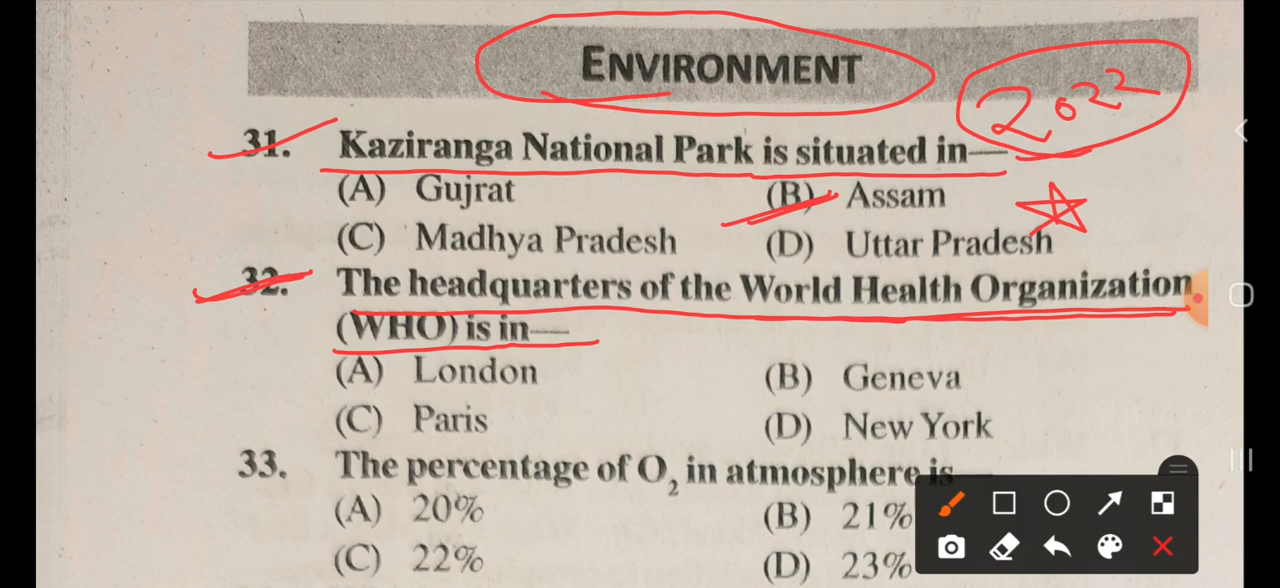 ENVIRONMENT
2022
31. Kaziranga National Park is situated in—
(A) Gujrat (B) Assam
(C) Madhya Pradesh (D) Uttar Pradesh
32. The headquarters of the World Health Organization
(WHO) is in—
(A) London (B) Geneva
(C) Paris (D) New York
33. The percentage of O₂ in atmosphere is—
(A) 20% (B) 21%
(C) 22% (D) 23%